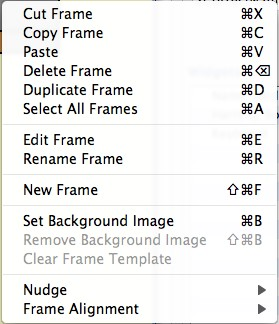 Cut Frame ⌘X
Copy Frame ⌘C
Paste ⌘V
Delete Frame ⌘⌫
Duplicate Frame ⌘D
Select All Frames ⌘A
Edit Frame ⌘E
Rename Frame ⌘R
New Frame ⇧⌘F
Set Background Image ⌘B
Remove Background Image ⇧⌘B
Clear Frame Template
Nudge ▶
Frame Alignment ▶